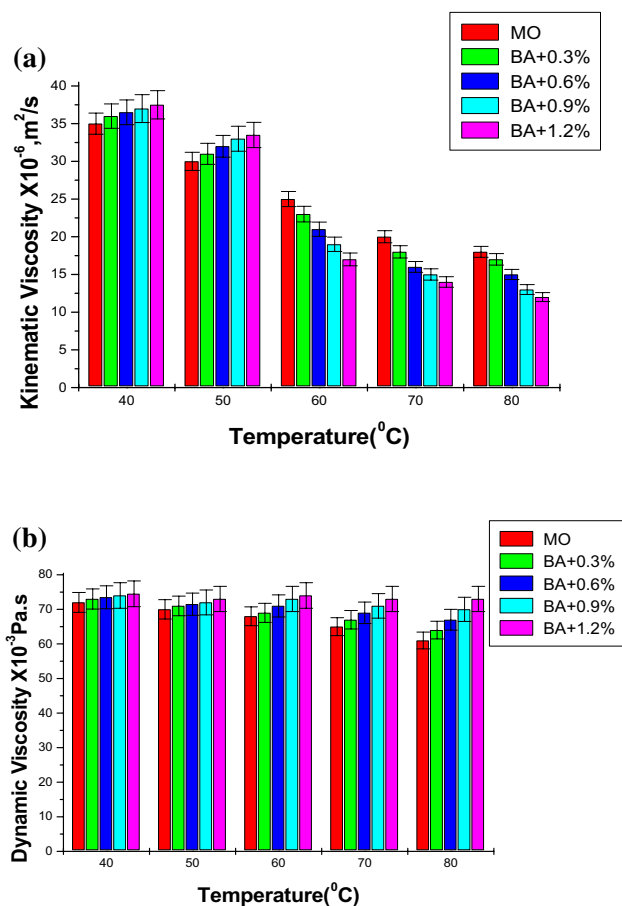 (a)
MO
BA+0.3%
BA+0.6%
BA+0.9%
BA+1.2%
Kinematic Viscosity X10⁻⁶,m²/s
40
35
30
25
20
15
10
5
0
40 50 60 70 80
Temperature(⁰C)
(b)
MO
BA+0.3%
BA+0.6%
BA+0.9%
BA+1.2%
Dynamic Viscosity X10⁻³Pa.s
80
70
60
50
40
30
20
10
0
40 50 60 70 80
Temperature(⁰C)